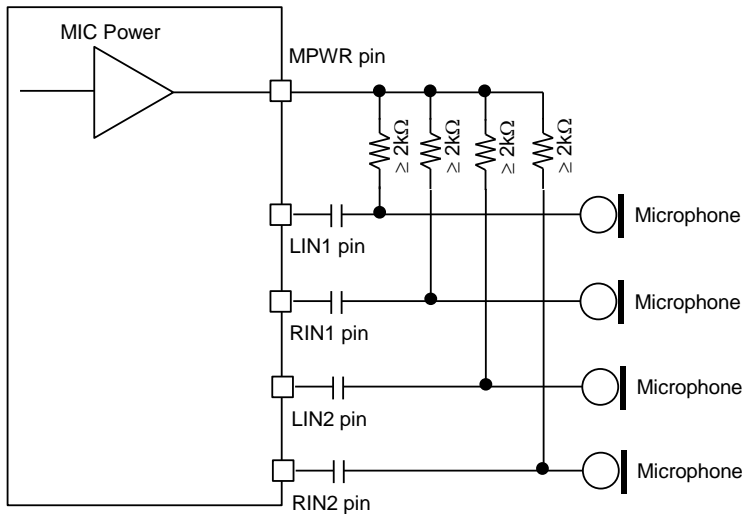 MIC Power
MPWR pin
≥ 2kΩ
≥ 2kΩ
≥ 2kΩ
≥ 2kΩ
LIN1 pin
Microphone
RIN1 pin
Microphone
LIN2 pin
Microphone
RIN2 pin
Microphone